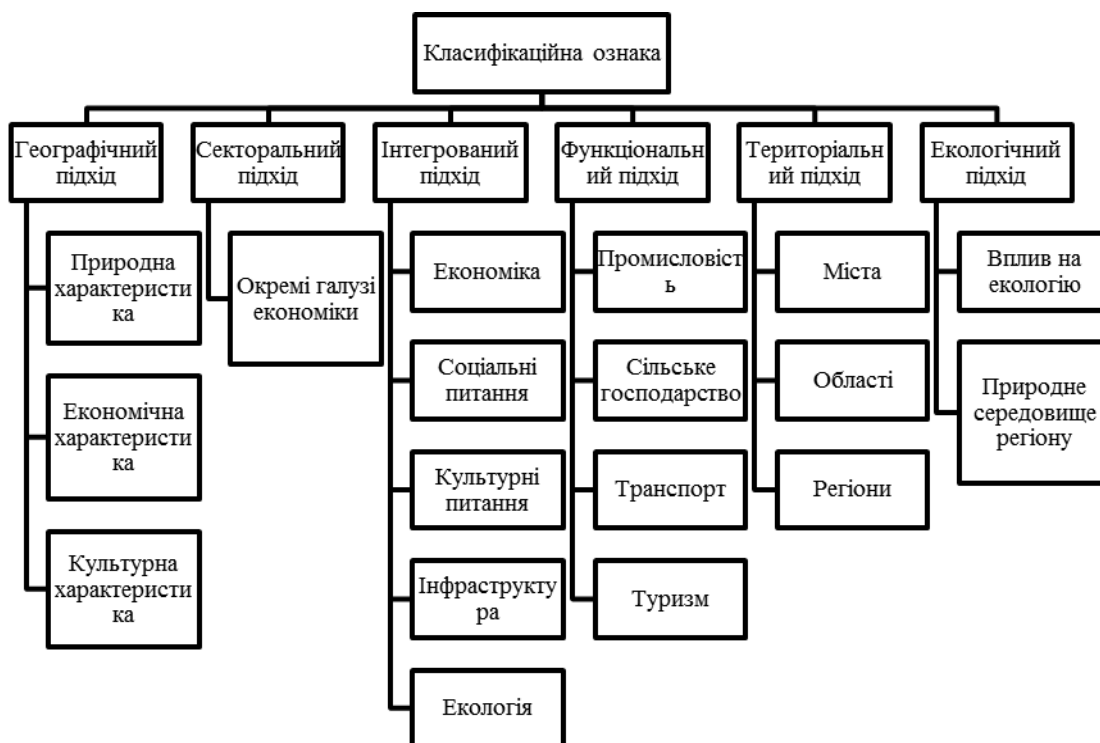 Класифікаційна ознака
Географічний
підхід
Секторальний
підхід
Інтегрований
підхід
Функціональн
ий підхід
Територіальн
ий підхід
Екологічний
підхід
Природна
характеристи
ка
Економічна
характеристи
ка
Культурна
характеристи
ка
Окремі галузі
економіки
Економіка
Соціальні
питання
Культурні
питання
Інфраструкту
ра
Екологія
Промисловіст
ь
Сільське
господарство
Транспорт
Туризм
Міста
Області
Регіони
Вплив на
екологію
Природне
середовище
регіону